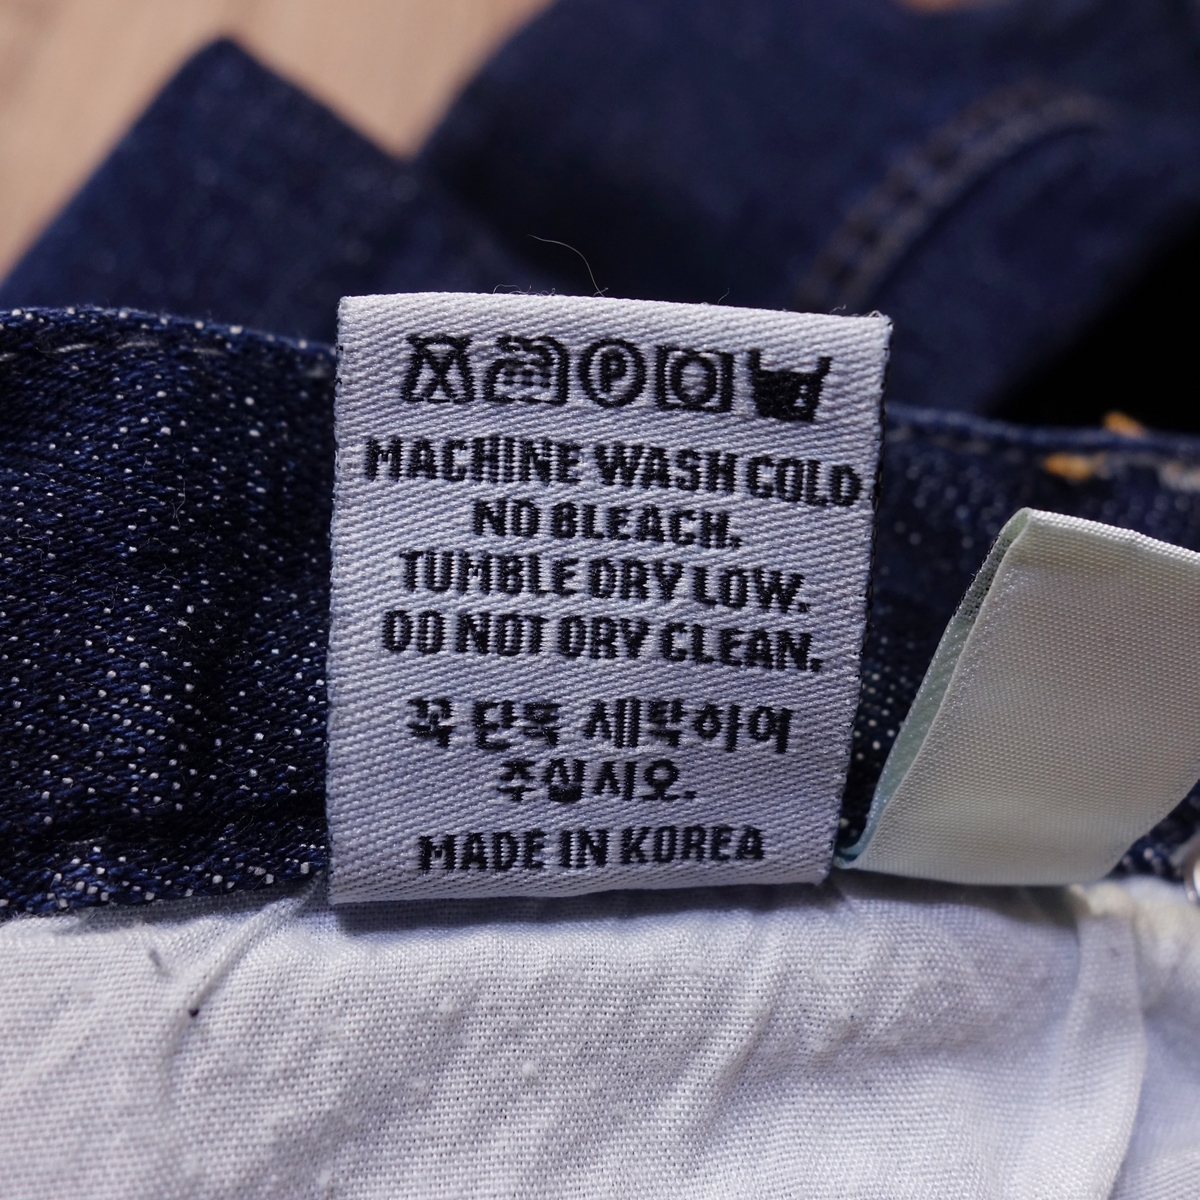 P
MACHINE WASH COLD
NO BLEACH.
TUMBLE DRY LOW.
DO NOT DRY CLEAN.
꼭 단독 세탁하여
주십시오.
MADE IN KOREA